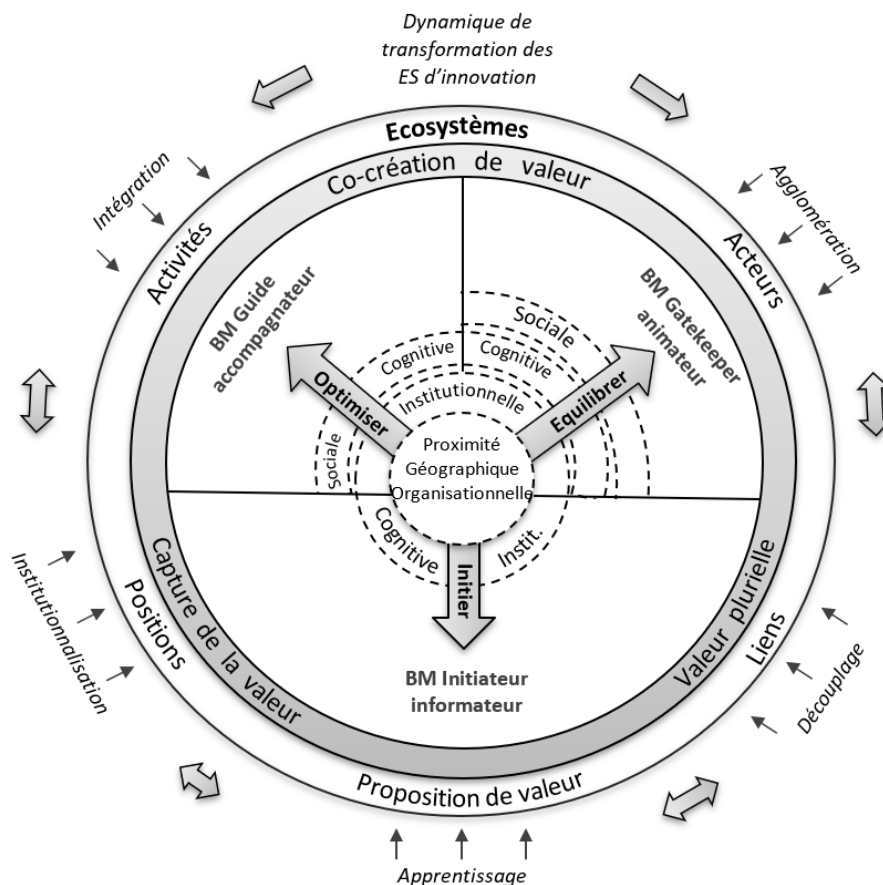 Dynamique de
transformation des
ES d'innovation
Ecosystèmes
Co-création de valeur
Intégration
Agglomération
Activités
Acteurs
BM Guide
accompagnateur
BM Gatekeeper
animateur
Sociale
Cognitive
Cognitive
Institutionnelle
Optimiser
Equilibrer
Sociale
Proximité
Géographique
Organisationnelle
Cognitive
Instit.
Initier
BM Initiateur
informateur
Institutionnalisation
Positions
Capture de la valeur
Valeur plurielle
Liens
Découplage
Proposition de valeur
Apprentissage